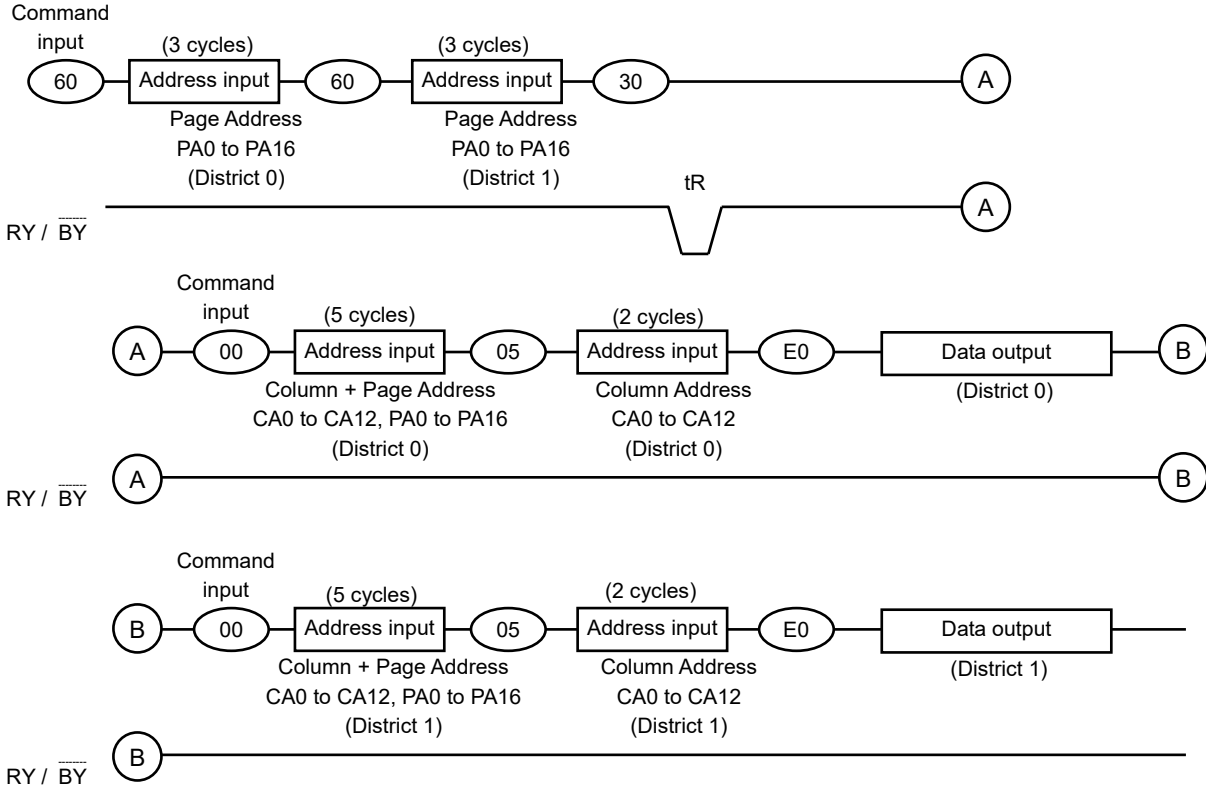 Command
input
(3 cycles)
(3 cycles)
60
Address input
60
Address input
30
A
Page Address
PA0 to PA16
(District 0)
Page Address
PA0 to PA16
(District 1)
tR
RY / BY
A
Command
input
(5 cycles)
(2 cycles)
A
00
Address input
05
Address input
E0
Data output
B
Column + Page Address
CA0 to CA12, PA0 to PA16
(District 0)
Column Address
CA0 to CA12
(District 0)
(District 0)
RY / BY
A
B
Command
input
(5 cycles)
(2 cycles)
B
00
Address input
05
Address input
E0
Data output
Column + Page Address
CA0 to CA12, PA0 to PA16
(District 1)
Column Address
CA0 to CA12
(District 1)
(District 1)
RY / BY
B